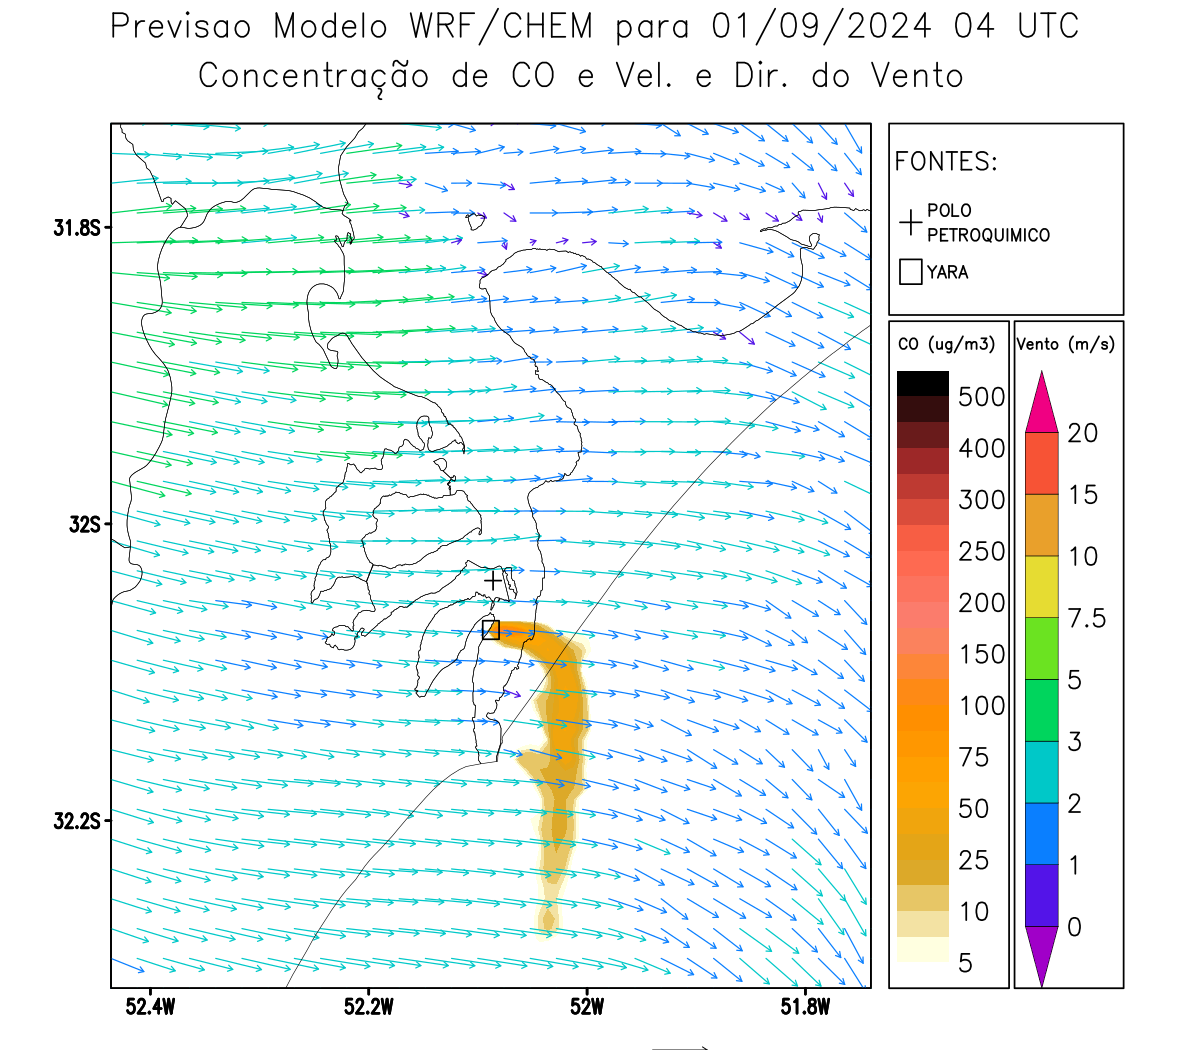 Previsao Modelo WRF/CHEM para 01/09/2024 04 UTC
Concentração de CO e Vel. e Dir. do Vento
FONTES:
POLO
PETROQUIMICO
YARA
CO (ug/m3)
500
400
300
250
200
150
100
75
50
25
10
5
Vento (m/s)
20
15
10
7.5
5
3
2
1
0
31.8S
32S
32.2S
52.4W 52.2W 52W 51.8W